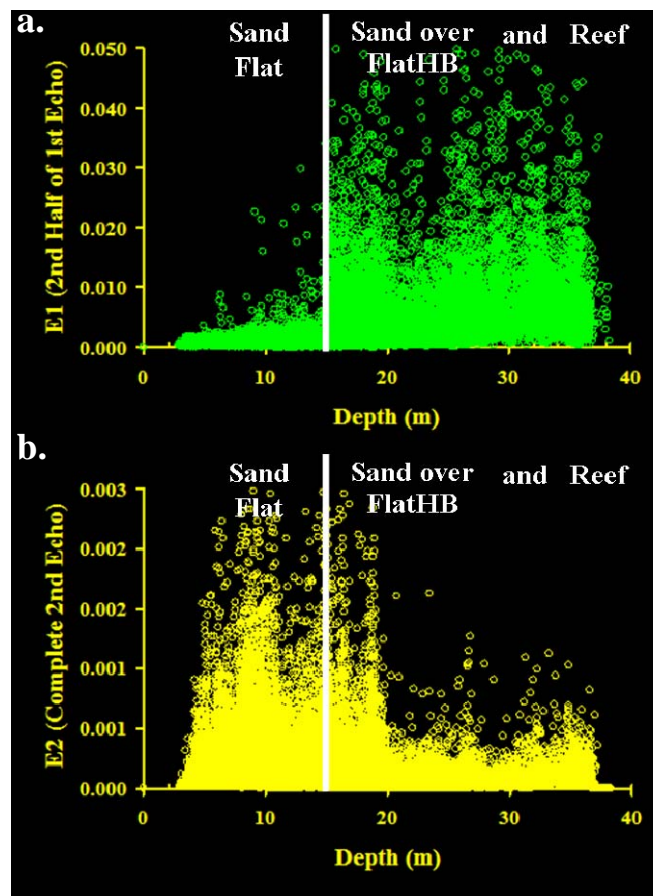 a.
Sand Sand over and Reef
Flat FlatHB
0.050
0.040
0.030
0.020
0.010
0.000
E1 (2nd Half of 1st Echo)
0 10 20 30 40
Depth (m)
b.
Sand Sand over and Reef
Flat FlatHB
0.003
0.002
0.002
0.001
0.001
0.000
E2 (Complete 2nd Echo)
0 10 20 30 40
Depth (m)